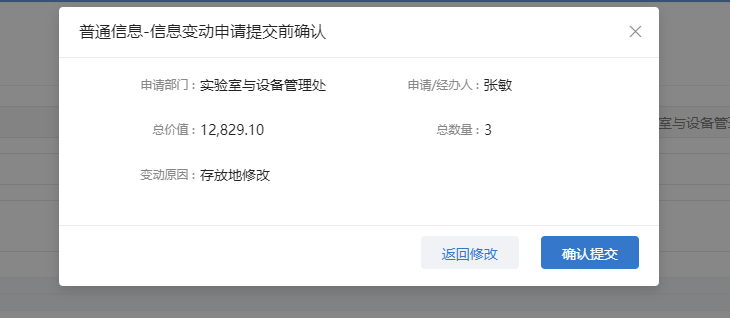 普通信息-信息变动申请提交前确认
申请部门：实验室与设备管理处 申请/经办人：张敏
室与设备管理
总价值：12,829.10 总数量：3
变动原因：存放地修改
返回修改 确认提交